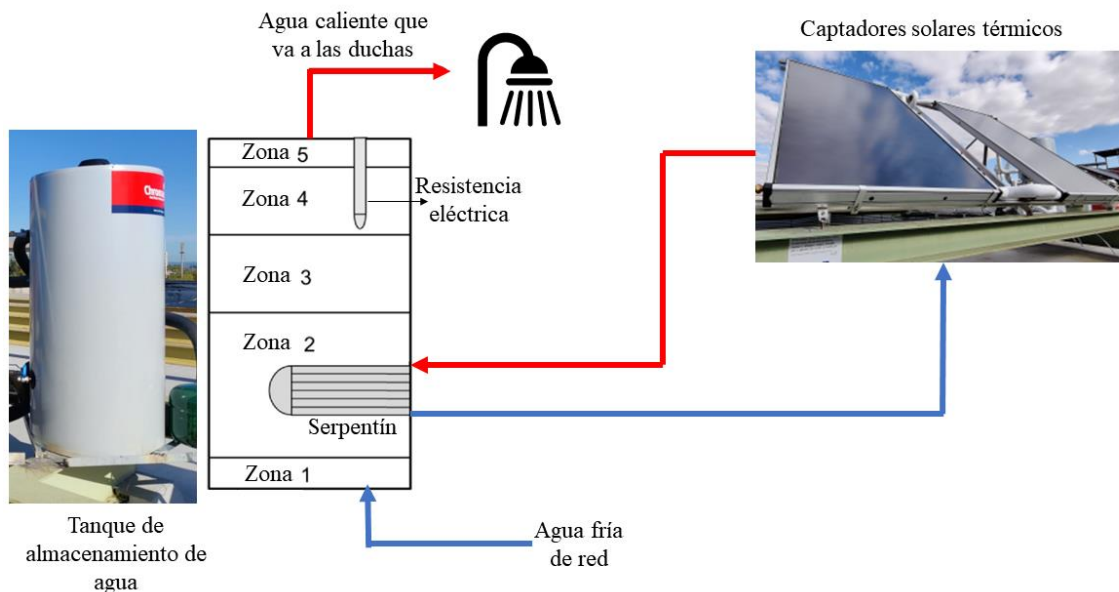 Agua caliente que
va a las duchas
Captadores solares térmicos
Zona 5
Zona 4
Resistencia
eléctrica
Zona 3
Zona 2
Serpentín
Zona 1
Agua fría
de red
Tanque de
almacenamiento de
agua